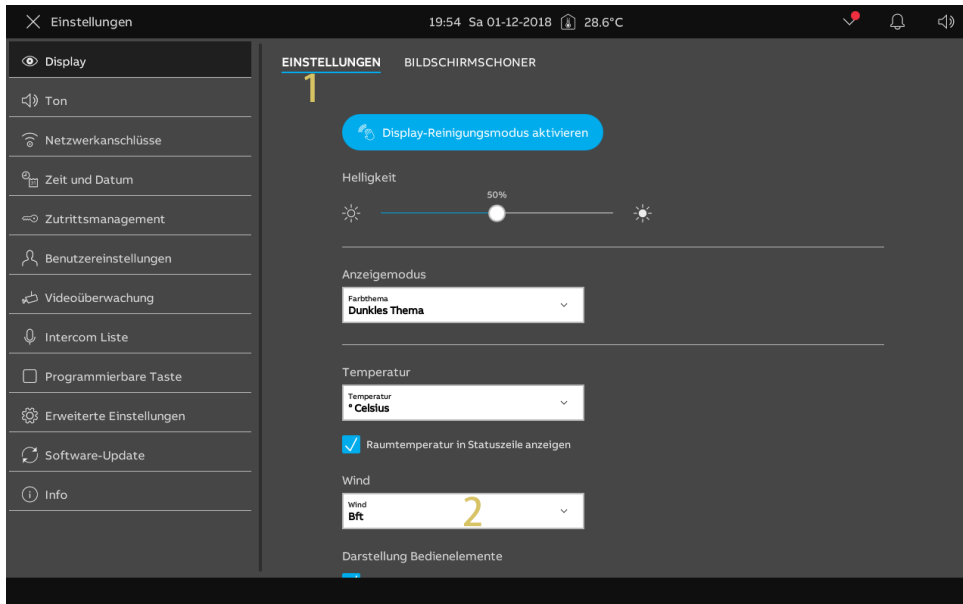 Einstellungen
19:54 Sa 01-12-2018 28.6°C
Display
Ton
Netzwerkanschlüsse
Zeit und Datum
Zutrittsmanagement
Benutzereinstellungen
Videoüberwachung
Intercom Liste
Programmierbare Taste
Erweiterte Einstellungen
Software-Update
Info
EINSTELLUNGEN BILDSCHIRMSCHONER
1
Display-Reinigungsmodus aktivieren
Helligkeit
50%
Anzeigemodus
Farbthema
Dunkles Thema
Temperatur
Temperatur
° Celsius
Raumtemperatur in Statuszeile anzeigen
Wind
Wind
Bft
2
Darstellung Bedienelemente